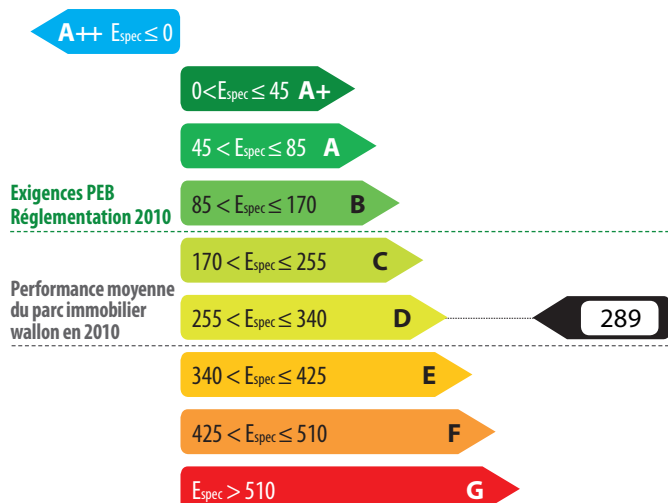 A++ Espec ≤ 0
0<Espec ≤ 45 A+
45 < Espec ≤ 85 A
Exigences PEB
Réglementation 2010
85 < Espec ≤ 170 B
170 < Espec ≤ 255 C
Performance moyenne
du parc immobilier
wallon en 2010
255 < Espec ≤ 340 D
289
340 < Espec ≤ 425 E
425 < Espec ≤ 510 F
Espec > 510 G